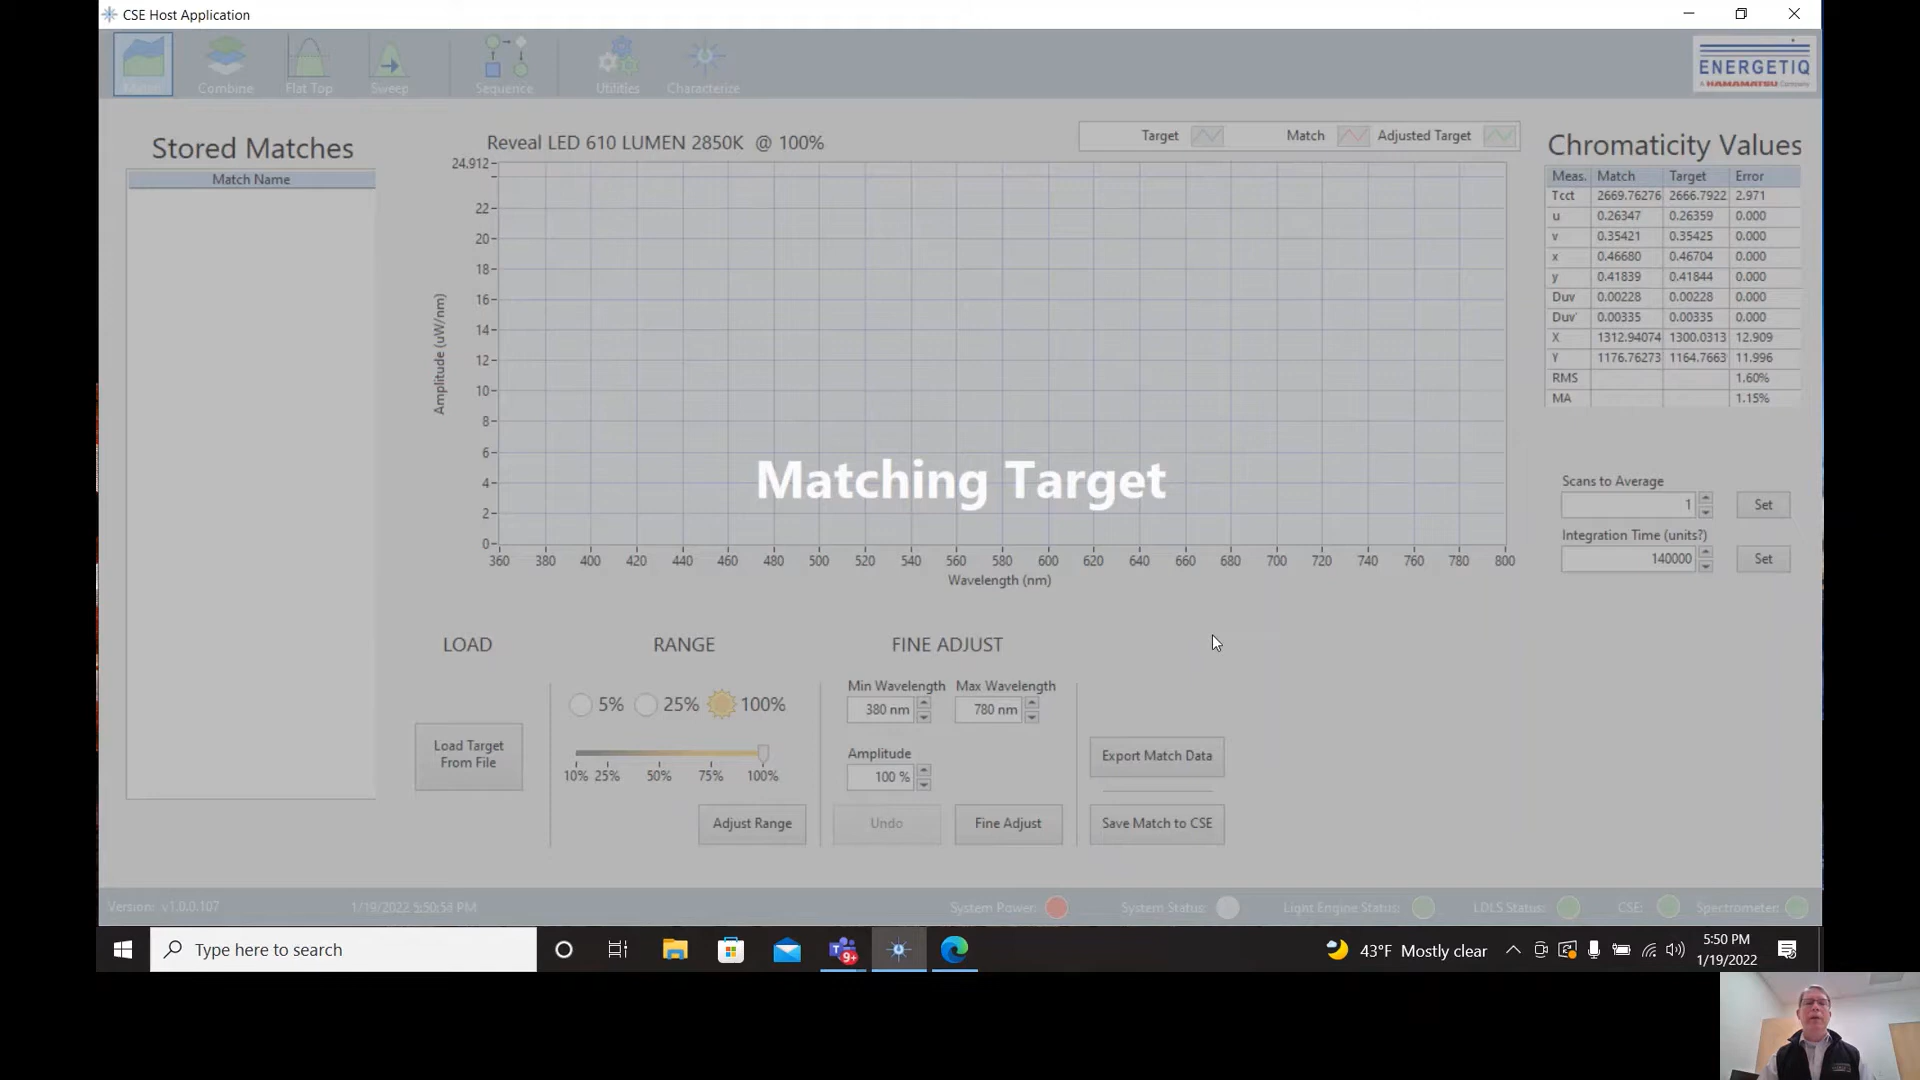 CSE Host Application
Combine
Flat Top
Sweep
Sequence
Utilities
Characterize
ENERGETIQ
A HAMAMATSU Company
Stored Matches
Match Name
Reveal LED 610 LUMEN 2850K @ 100%
Target
Match
Adjusted Target
24.912
22
20
18
16
14
12
10
8
6
4
2
0
Amplitude (uW/nm)
360 380 400 420 440 460 480 500 520 540 560 580 600 620 640 660 680 700 720 740 760 780 800
Wavelength (nm)
Matching Target
Chromaticity Values
Meas. Match Target Error
Tcct 2669.76276 2666.7922 2.971
u 0.26347 0.26359 0.000
v 0.35421 0.35425 0.000
x 0.46680 0.46704 0.000
y 0.41839 0.41844 0.000
Duv 0.00228 0.00228 0.000
Duv' 0.00335 0.00335 0.000
X 1312.94074 1300.0313 12.909
Y 1176.76273 1164.7663 11.996
RMS 1.60%
MA 1.15%
Scans to Average
1
Set
Integration Time (units?)
140000
Set
LOAD
Load Target
From File
RANGE
5% 25% 100%
10% 25% 50% 75% 100%
Adjust Range
FINE ADJUST
Min Wavelength Max Wavelength
380 nm 780 nm
Amplitude
100 %
Undo
Fine Adjust
Export Match Data
Save Match to CSE
Version: v1.0.0.107
1/19/2022 5:50:53 PM
System Power:
System Status:
Light Engine Status:
LDLS Status:
CSE:
Spectrometer:
Type here to search
9+
43°F Mostly clear
5:50 PM
1/19/2022